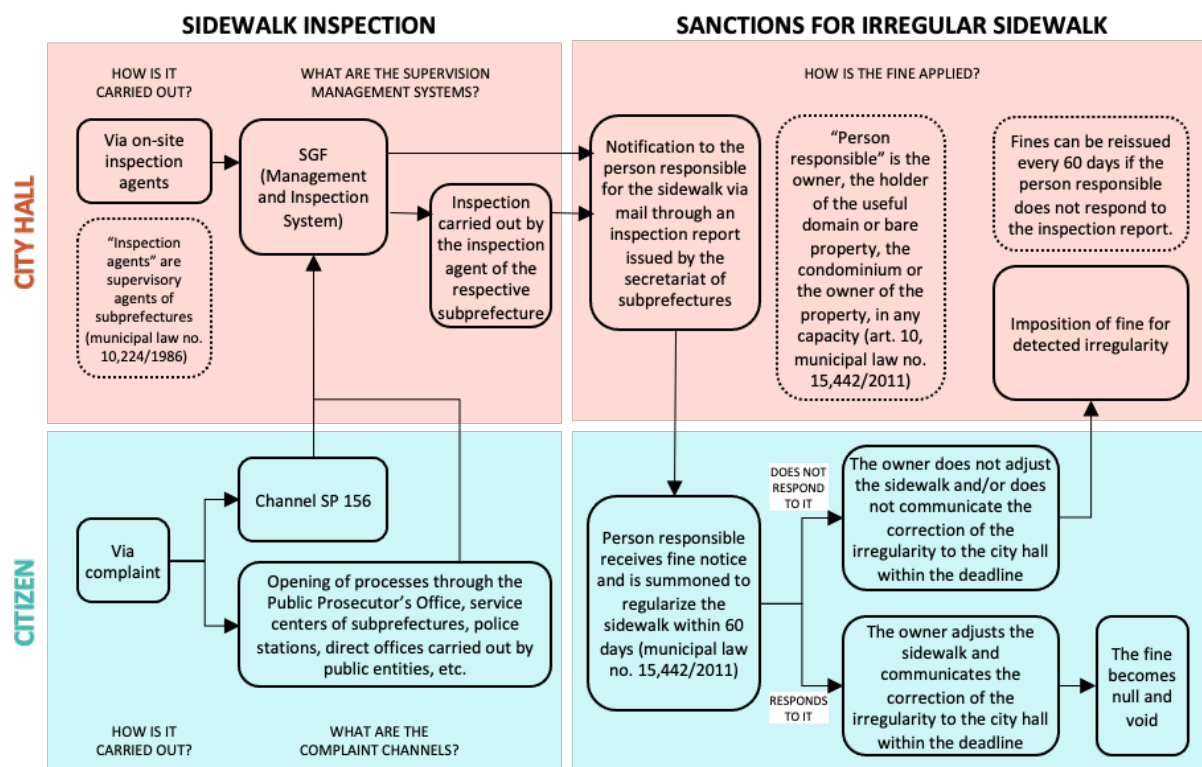 SIDEWALK INSPECTION
SANCTIONS FOR IRREGULAR SIDEWALK
CITY HALL
HOW IS IT
CARRIED OUT?
WHAT ARE THE SUPERVISION
MANAGEMENT SYSTEMS?
Via on-site
inspection
agents
SGF
(Management
and Inspection
System)
“Inspection
agents” are
supervisory
agents of
subprefectures
(municipal law no.
10,224/1986)
Inspection
carried out by
the inspection
agent of the
respective
subprefecture
HOW IS THE FINE APPLIED?
Notification to the
person responsible
for the sidewalk via
mail through an
inspection report
issued by the
secretariat of
subprefectures
“Person
responsible” is the
owner, the holder
of the useful
domain or bare
property, the
condominium or
the owner of the
property, in any
capacity (art. 10,
municipal law no.
15,442/2011)
Fines can be reissued
every 60 days if the
person responsible
does not respond to
the inspection report.
Imposition of fine for
detected irregularity
CITIZEN
Via
complaint
Channel SP 156
Opening of processes through the
Public Prosecutor’s Office, service
centers of subprefectures, police
stations, direct offices carried out by
public entities, etc.
HOW IS IT
CARRIED OUT?
WHAT ARE THE
COMPLAINT CHANNELS?
Person responsible
receives fine notice
and is summoned to
regularize the
sidewalk within 60
days (municipal law
no. 15,442/2011)
DOES NOT
RESPOND
TO IT
The owner does not adjust
the sidewalk and/or does
not communicate the
correction of the
irregularity to the city hall
within the deadline
RESPONDS
TO IT
The owner adjusts the
sidewalk and
communicates the
correction of the
irregularity to the city hall
within the deadline
The fine
becomes
null and
void